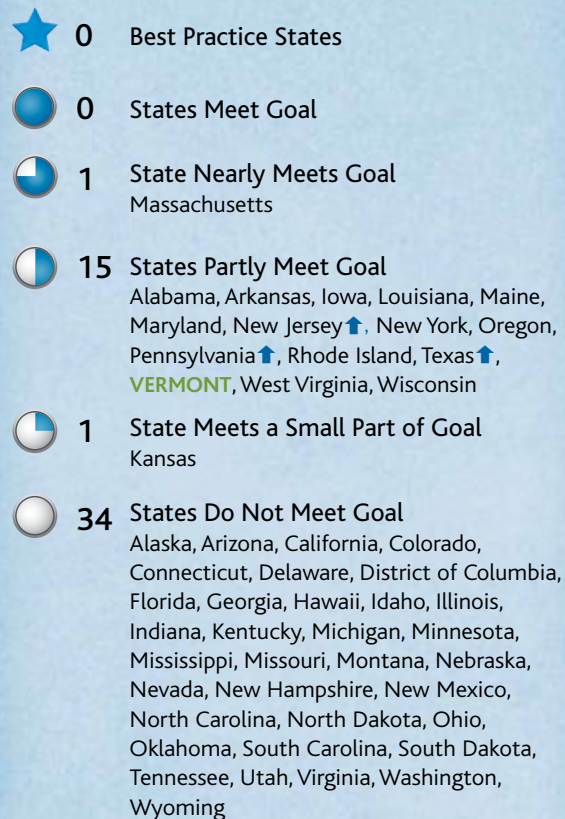 0 Best Practice States
0 States Meet Goal
1 State Nearly Meets Goal
Massachusetts
15 States Partly Meet Goal
Alabama, Arkansas, Iowa, Louisiana, Maine,
Maryland, New Jersey⬆, New York, Oregon,
Pennsylvania⬆, Rhode Island, Texas⬆,
VERMONT, West Virginia, Wisconsin
1 State Meets a Small Part of Goal
Kansas
34 States Do Not Meet Goal
Alaska, Arizona, California, Colorado,
Connecticut, Delaware, District of Columbia,
Florida, Georgia, Hawaii, Idaho, Illinois,
Indiana, Kentucky, Michigan, Minnesota,
Mississippi, Missouri, Montana, Nebraska,
Nevada, New Hampshire, New Mexico,
North Carolina, North Dakota, Ohio,
Oklahoma, South Carolina, South Dakota,
Tennessee, Utah, Virginia, Washington,
Wyoming